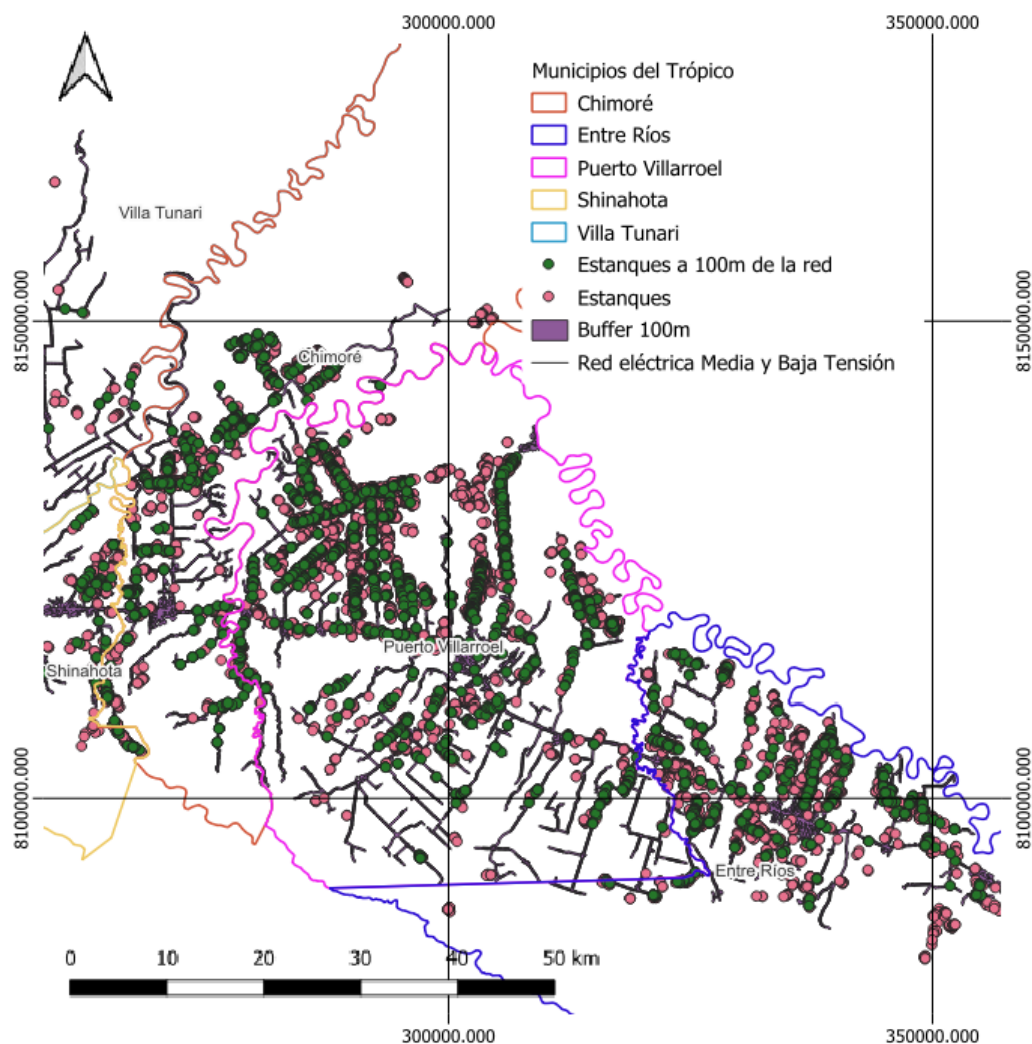 300000.000
350000.000
Municipios del Trópico
Chimoré
Entre Ríos
Puerto Villarroel
Shinahota
Villa Tunari
Estanques a 100m de la red
Estanques
Buffer 100m
Red eléctrica Media y Baja Tensión
Villa Tunari
8150000.000
8150000.000
Chimoré
Puerto Villarroel
Shinahota
8100000.000
8100000.000
Entre Ríos
0 10 20 30 40 50 km
300000.000
350000.000